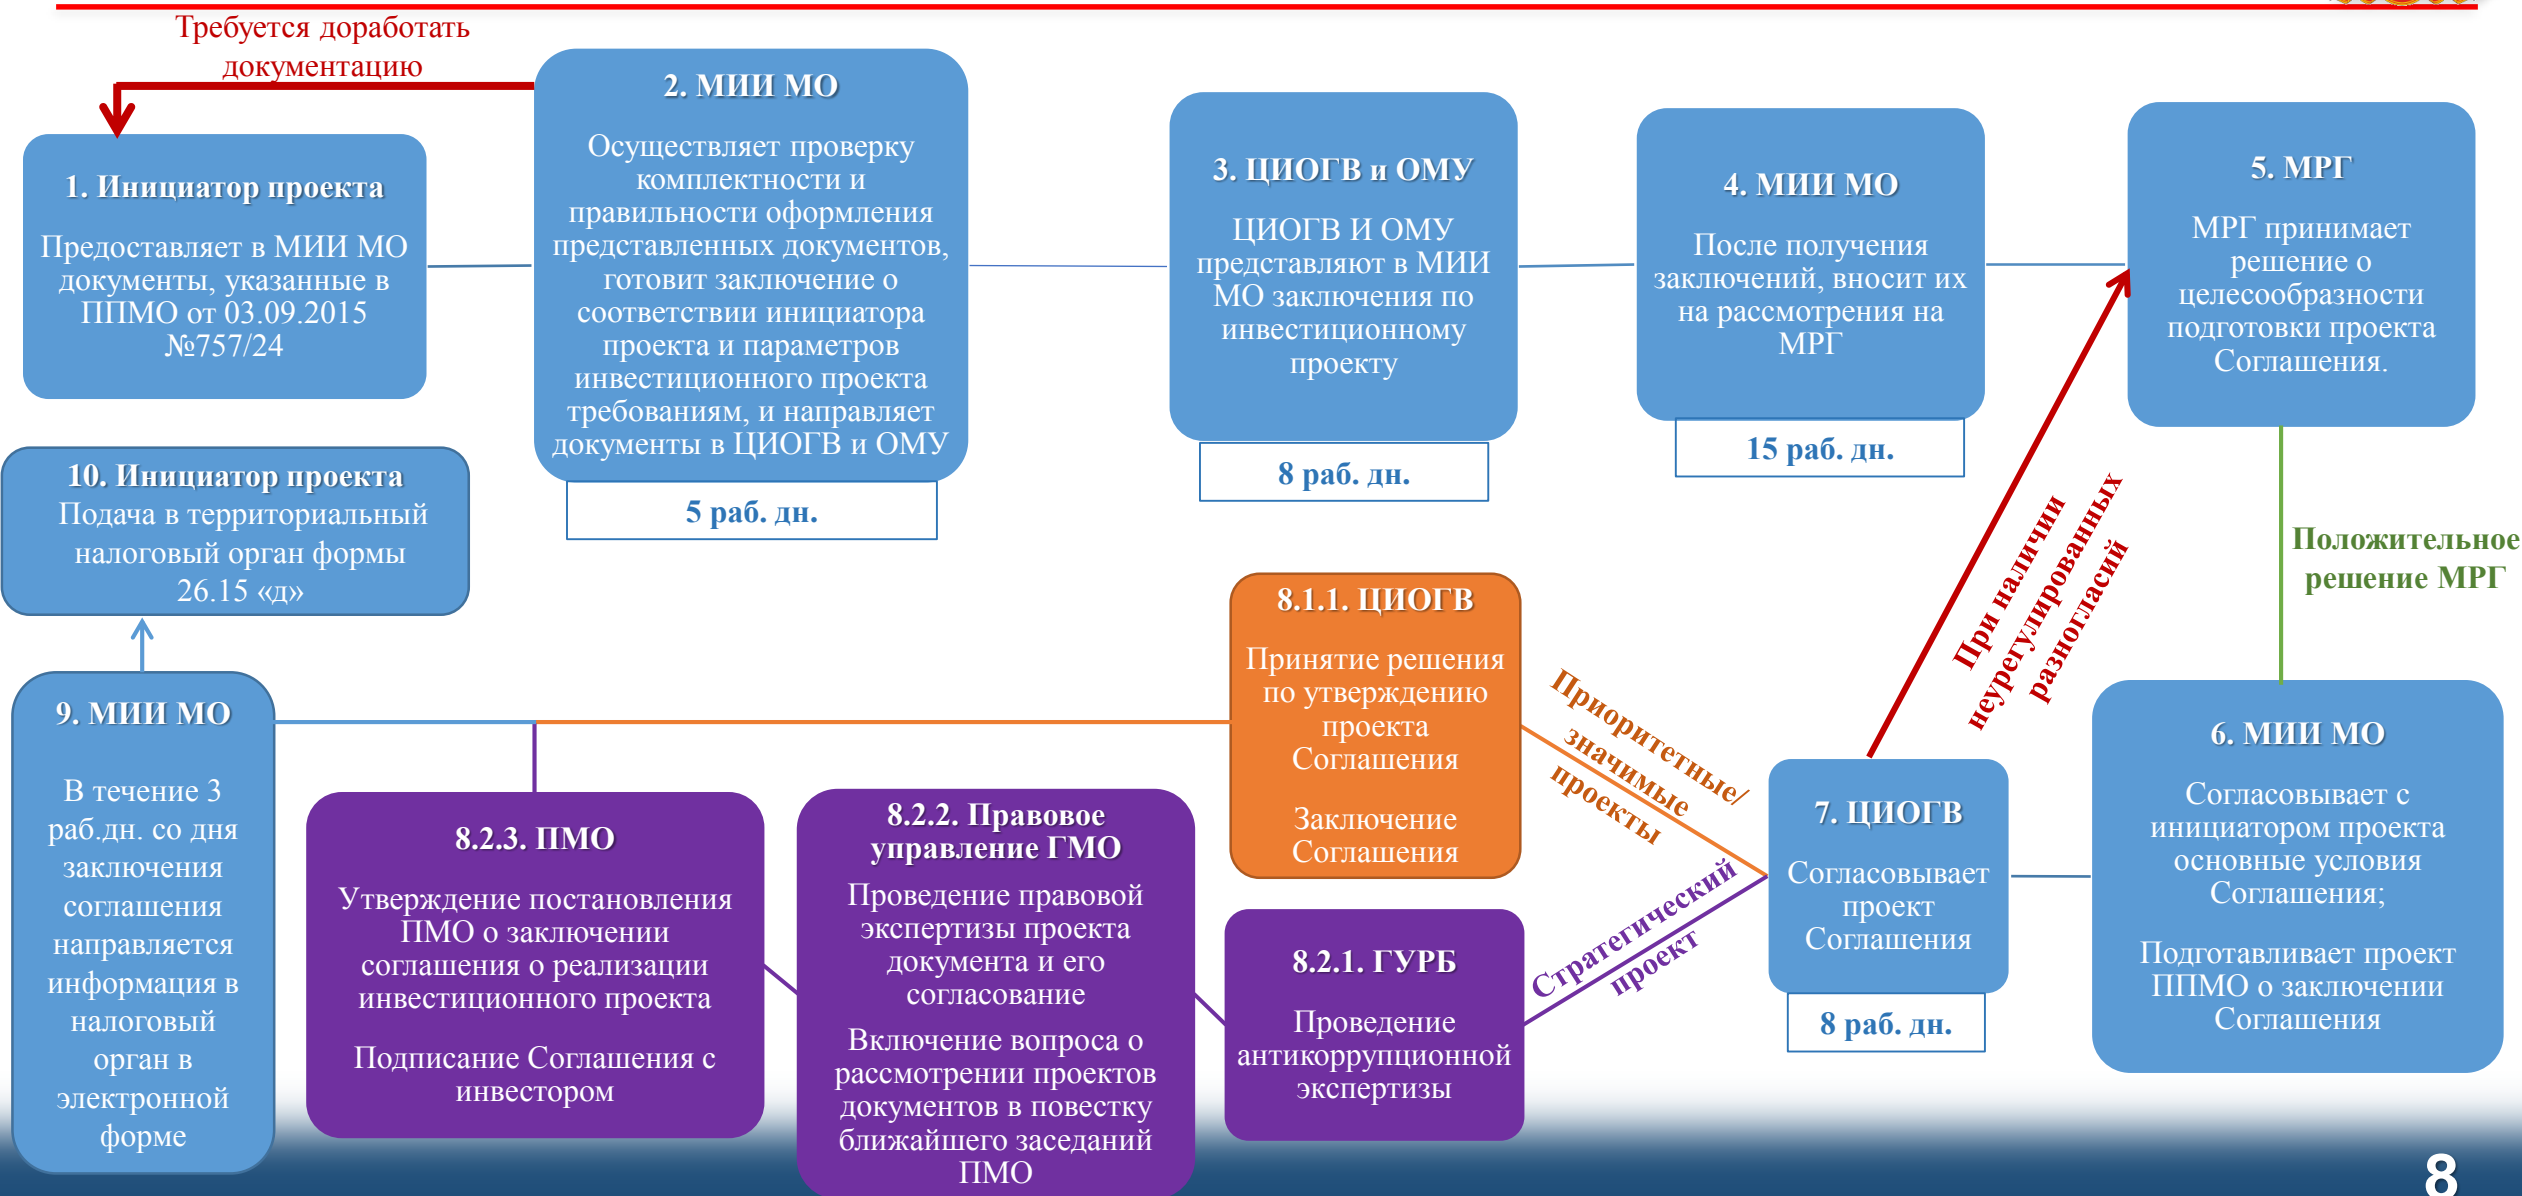 Требуется доработать
документацию
1. Инициатор проекта
Предоставляет в МИИ МО
документы, указанные в
ППМО от 03.09.2015
№757/24
2. МИИ МО
Осуществляет проверку
комплектности и
правильности оформления
представленных документов,
готовит заключение о
соответствии инициатора
проекта и параметров
инвестиционного проекта
требованиям, и направляет
документы в ЦИОГВ и ОМУ
5 раб. дн.
3. ЦИОГВ и ОМУ
ЦИОГВ И ОМУ
представляют в МИИ
МО заключения по
инвестиционному
проекту
8 раб. дн.
4. МИИ МО
После получения
заключений, вносит их
на рассмотрения на
МРГ
15 раб. дн.
5. МРГ
МРГ принимает
решение о
целесообразности
подготовки проекта
Соглашения.
Положительное
решение МРГ
При наличии
неурегулированных
разногласий
6. МИИ МО
Согласовывает с
инициатором проекта
основные условия
Соглашения;
Подготавливает проект
ППМО о заключении
Соглашения
7. ЦИОГВ
Согласовывает
проект
Соглашения
8 раб. дн.
Приоритетные/
значимые
проекты
Стратегический
проект
8.1.1. ЦИОГВ
Принятие решения
по утверждению
проекта
Соглашения
Заключение
Соглашения
8.2.1. ГУРБ
Проведение
антикоррупционной
экспертизы
8.2.2. Правовое
управление ГМО
Проведение правовой
экспертизы проекта
документа и его
согласование
Включение вопроса о
рассмотрении проектов
документов в повестку
ближайшего заседаний
ПМО
8.2.3. ПМО
Утверждение постановления
ПМО о заключении
соглашения о реализации
инвестиционного проекта
Подписание Соглашения с
инвестором
9. МИИ МО
В течение 3
раб.дн. со дня
заключения
соглашения
направляется
информация в
налоговый
орган в
электронной
форме
10. Инициатор проекта
Подача в территориальный
налоговый орган формы
26.15 «д»
8